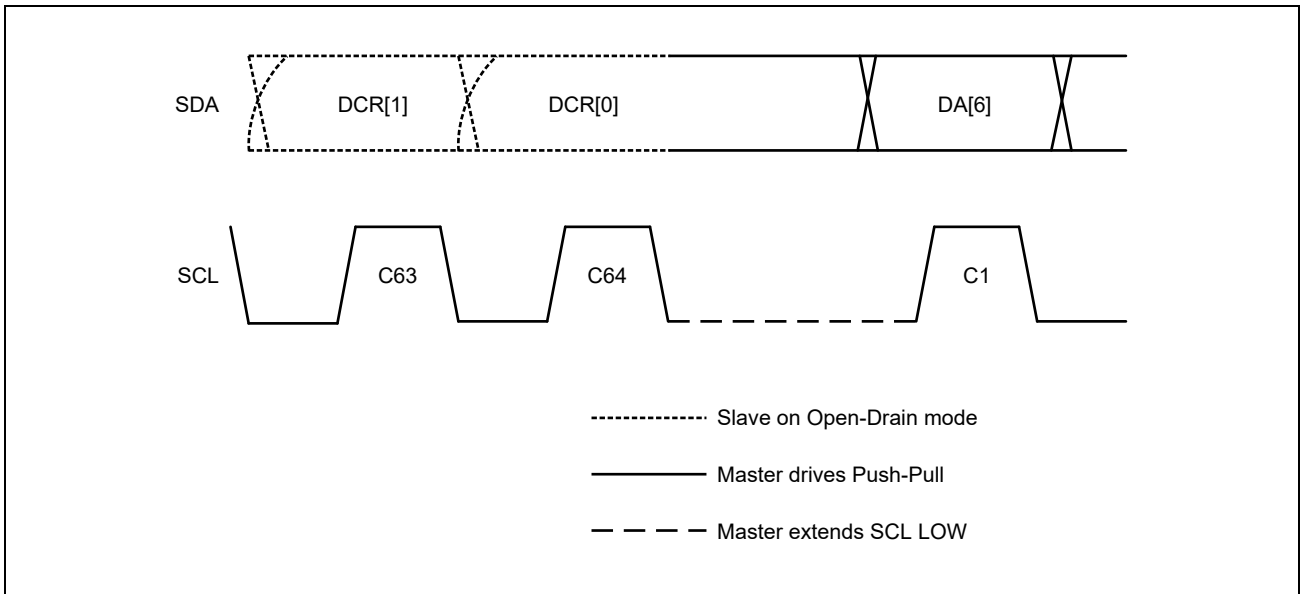 SDA DCR[1] DCR[0] DA[6]
SCL C63 C64 C1
Slave on Open-Drain mode
Master drives Push-Pull
Master extends SCL LOW